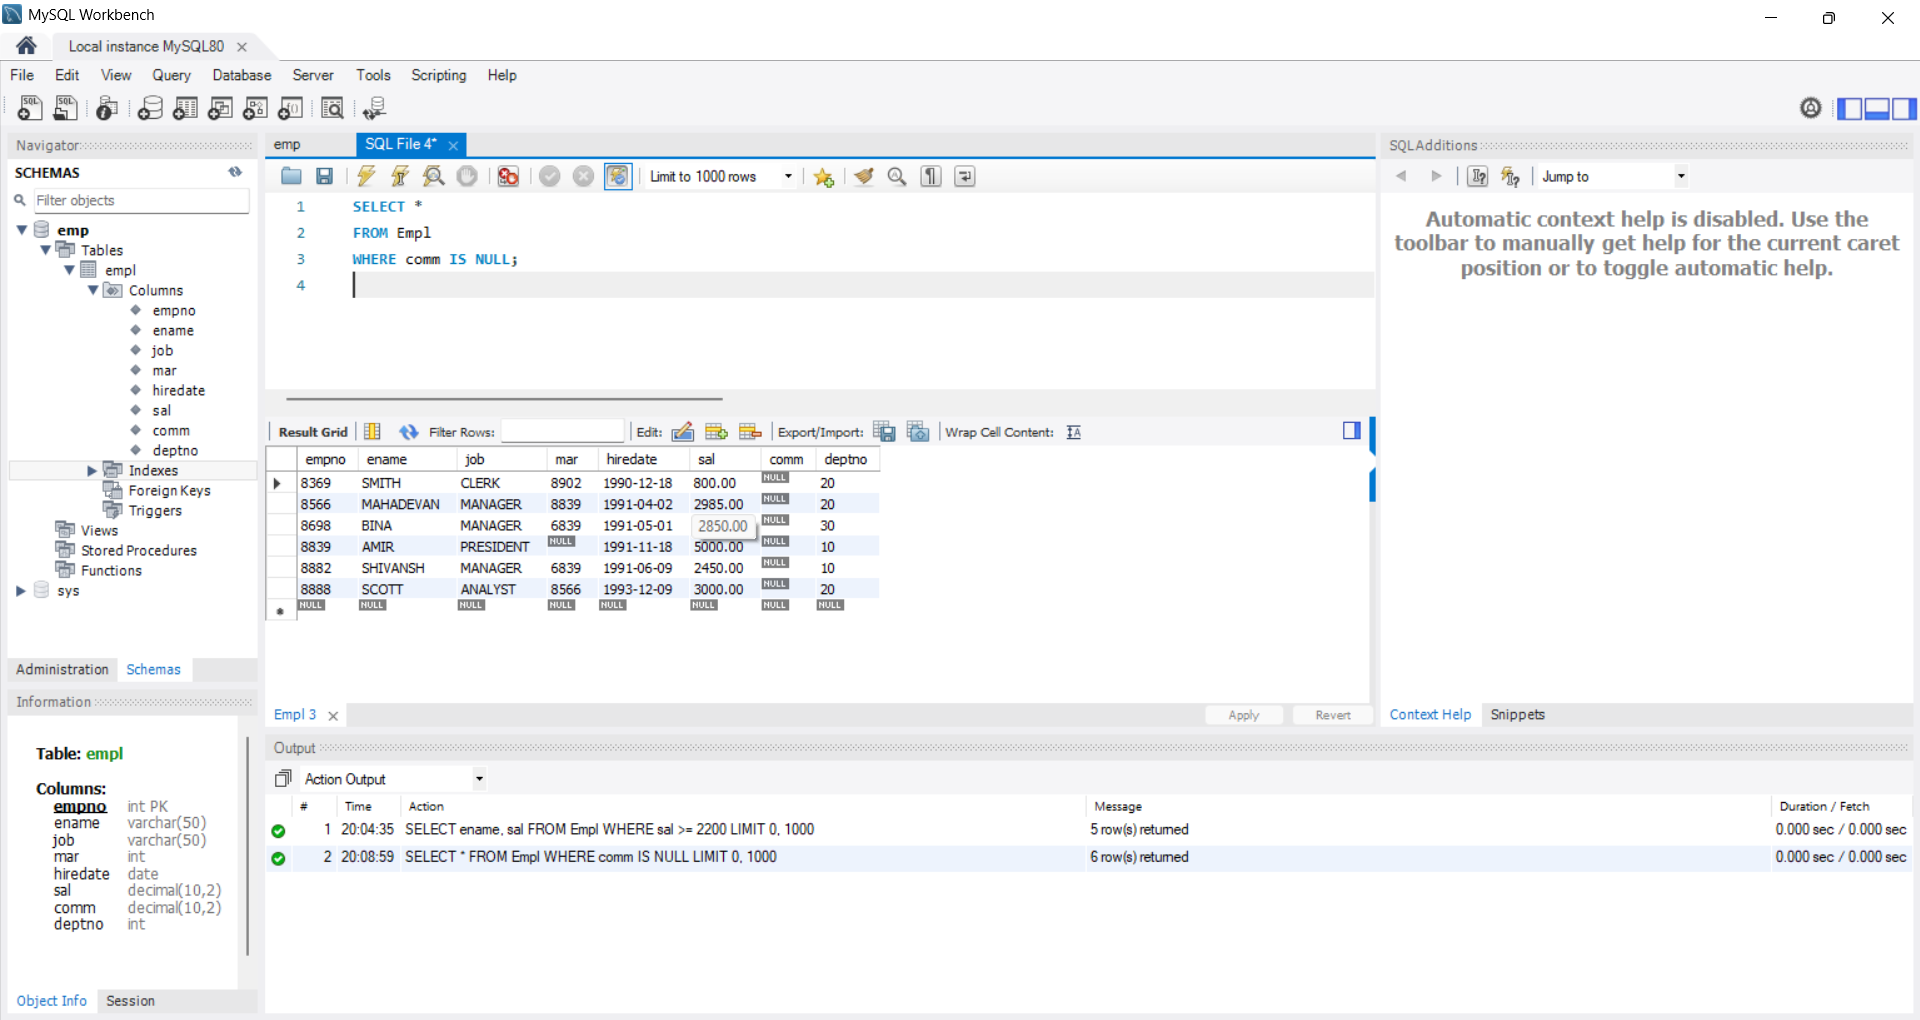 MySQL Workbench
Local instance MySQL80
File Edit View Query Database Server Tools Scripting Help
Navigator
SCHEMAS
Filter objects
emp
Tables
empl
Columns
empno
ename
job
mar
hiredate
sal
comm
deptno
Indexes
Foreign Keys
Triggers
Views
Stored Procedures
Functions
sys
Administration Schemas
Information
Table: empl
Columns:
empno int PK
ename varchar(50)
job varchar(50)
mar int
hiredate date
sal decimal(10,2)
comm decimal(10,2)
deptno int
Object Info Session
emp SQL File 4*
Limit to 1000 rows
1 SELECT *
2 FROM Empl
3 WHERE comm IS NULL;
4
Result Grid Filter Rows: Edit: Export/Import: Wrap Cell Content:
empno ename job mar hiredate sal comm deptno
8369 SMITH CLERK 8902 1990-12-18 800.00 NULL 20
8566 MAHADEVAN MANAGER 8839 1991-04-02 2985.00 NULL 20
8698 BINA MANAGER 6839 1991-05-01 2850.00 NULL 30
8839 AMIR PRESIDENT NULL 1991-11-18 5000.00 NULL 10
8882 SHIVANSH MANAGER 6839 1991-06-09 2450.00 NULL 10
8888 SCOTT ANALYST 8566 1993-12-09 3000.00 NULL 20
NULL NULL NULL NULL NULL NULL NULL NULL
Empl 3 Apply Revert
SQLAdditions
Jump to
Automatic context help is disabled. Use the
toolbar to manually get help for the current caret
position or to toggle automatic help.
Context Help Snippets
Output
Action Output
# Time Action Message Duration / Fetch
1 20:04:35 SELECT ename, sal FROM Empl WHERE sal >= 2200 LIMIT 0, 1000 5 row(s) returned 0.000 sec / 0.000 sec
2 20:08:59 SELECT * FROM Empl WHERE comm IS NULL LIMIT 0, 1000 6 row(s) returned 0.000 sec / 0.000 sec